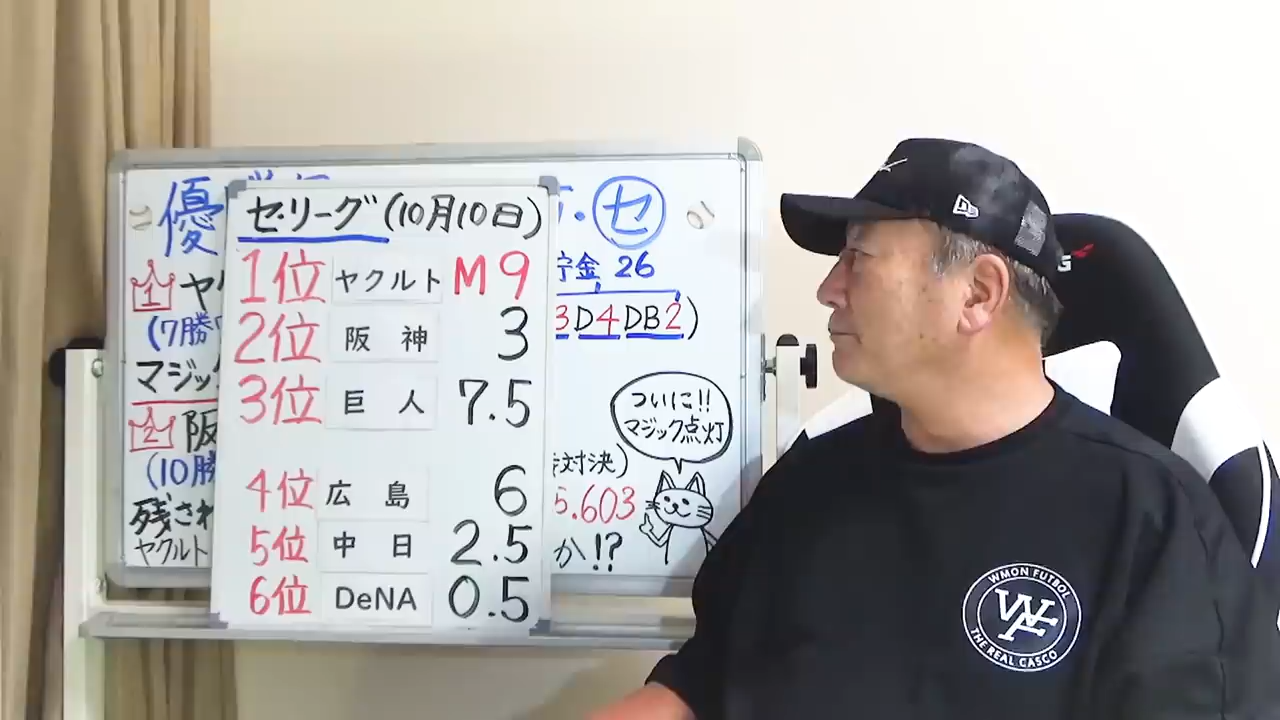 セ・リーグ (10月10日)
1位 ヤクルト M9
2位 阪神 3
3位 巨人 7.5
4位 広島 6
5位 中日 2.5
6位 DeNA 0.5
優
セ
1 ヤ
貯金 26
(7勝
3 D4 DB2)
マジッ
2 阪
(10勝
対決)
5.603
残され
ヤクルト
か!?
ついに!!
マジック点灯
WMON FUTBOL
THE REAL CASCO